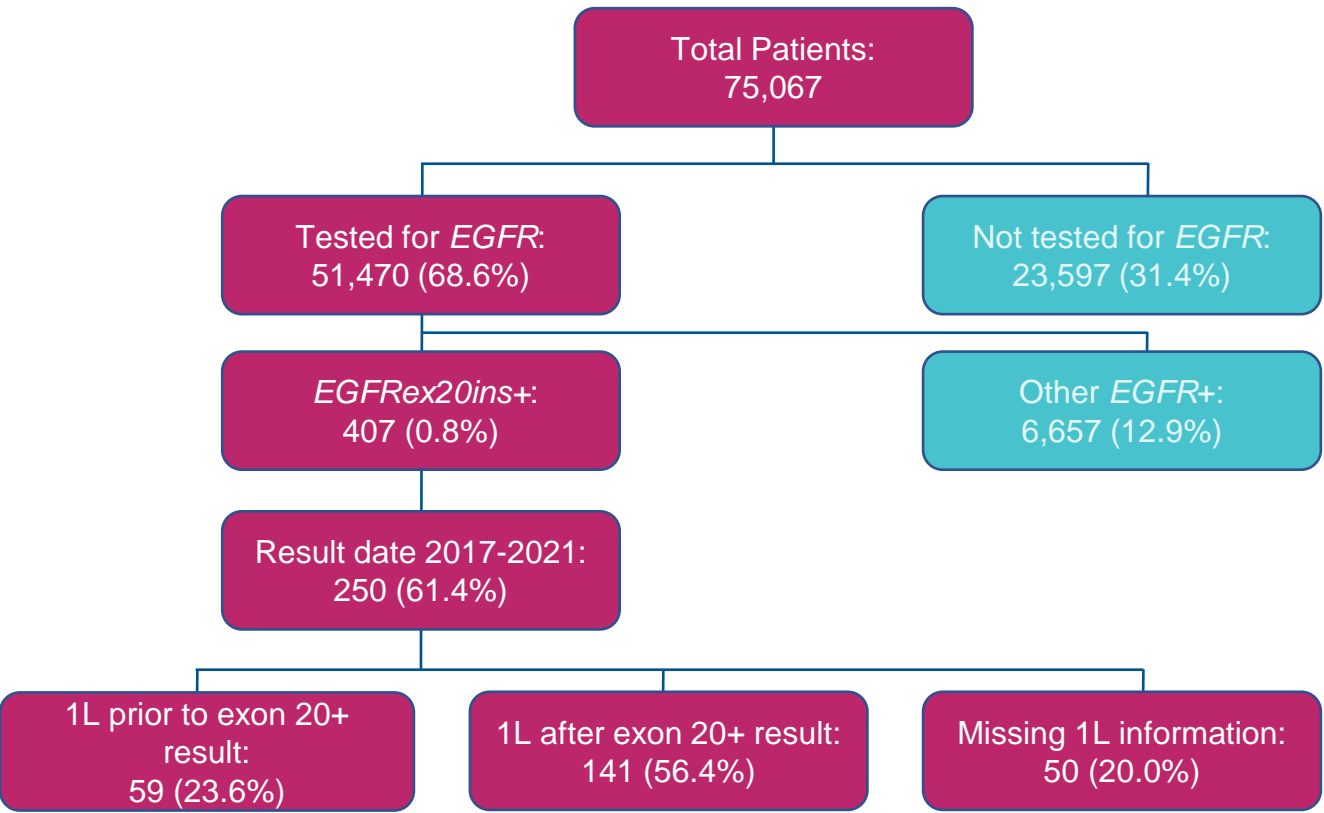 Total Patients:
75,067
Tested for EGFR:
51,470 (68.6%)
Not tested for EGFR:
23,597 (31.4%)
EGFRex20ins+:
407 (0.8%)
Other EGFR+:
6,657 (12.9%)
Result date 2017-2021:
250 (61.4%)
1L prior to exon 20+
result:
59 (23.6%)
1L after exon 20+ result:
141 (56.4%)
Missing 1L information:
50 (20.0%)